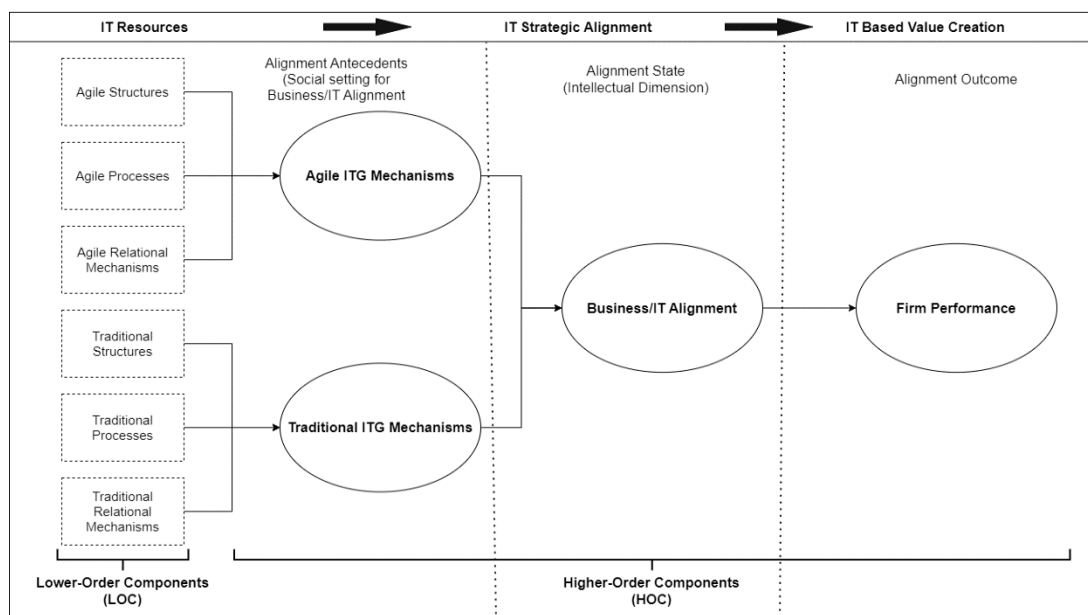 IT Resources
IT Strategic Alignment
IT Based Value Creation
Alignment Antecedents
(Social setting for
Business/IT Alignment
Alignment State
(Intellectual Dimension)
Alignment Outcome
Agile Structures
Agile Processes
Agile ITG Mechanisms
Agile Relational
Mechanisms
Business/IT Alignment
Firm Performance
Traditional
Structures
Traditional
Processes
Traditional ITG Mechanisms
Traditional
Relational
Mechanisms
Lower-Order Components
(LOC)
Higher-Order Components
(HOC)